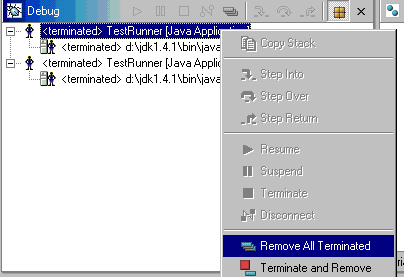 Debug
<terminated> TestRunner [Java Application]
<terminated> d:\jdk1.4.1\bin\java
<terminated> TestRunner [Java Applic
<terminated> d:\jdk1.4.1\bin\java
Copy Stack
Step Into
Step Over
Step Return
Resume
Suspend
Terminate
Disconnect
Remove All Terminated
Terminate and Remove